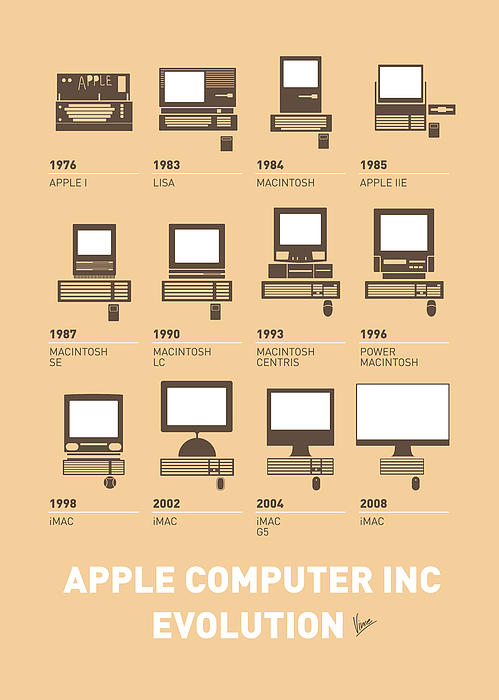 APPLE
1976
APPLE I
1983
LISA
1984
MACINTOSH
1985
APPLE IIE
1987
MACINTOSH
SE
1990
MACINTOSH
LC
1993
MACINTOSH
CENTRIS
1996
POWER
MACINTOSH
1998
iMAC
2002
iMAC
2004
iMAC
G5
2008
iMAC
APPLE COMPUTER INC
EVOLUTION